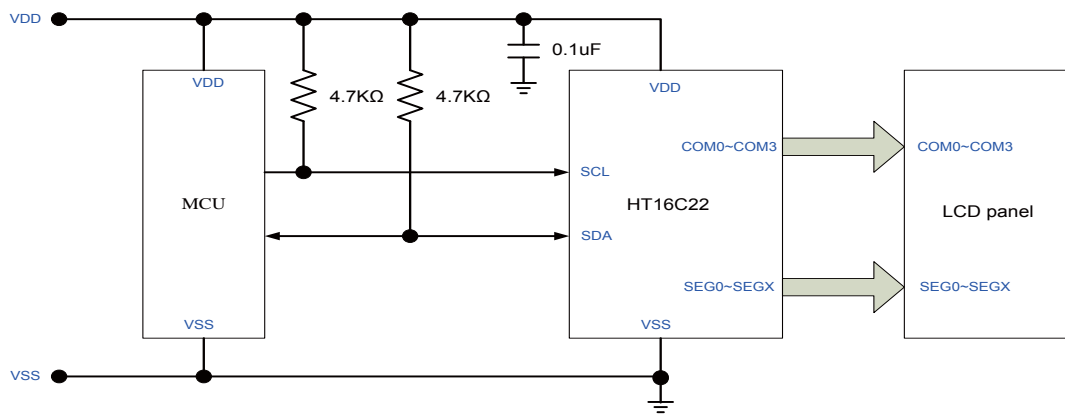 VDD
0.1uF
VDD
4.7KΩ
4.7KΩ
VDD
COM0~COM3
COM0~COM3
SCL
MCU
HT16C22
LCD panel
SDA
SEG0~SEGX
SEG0~SEGX
VSS
VSS
VSS